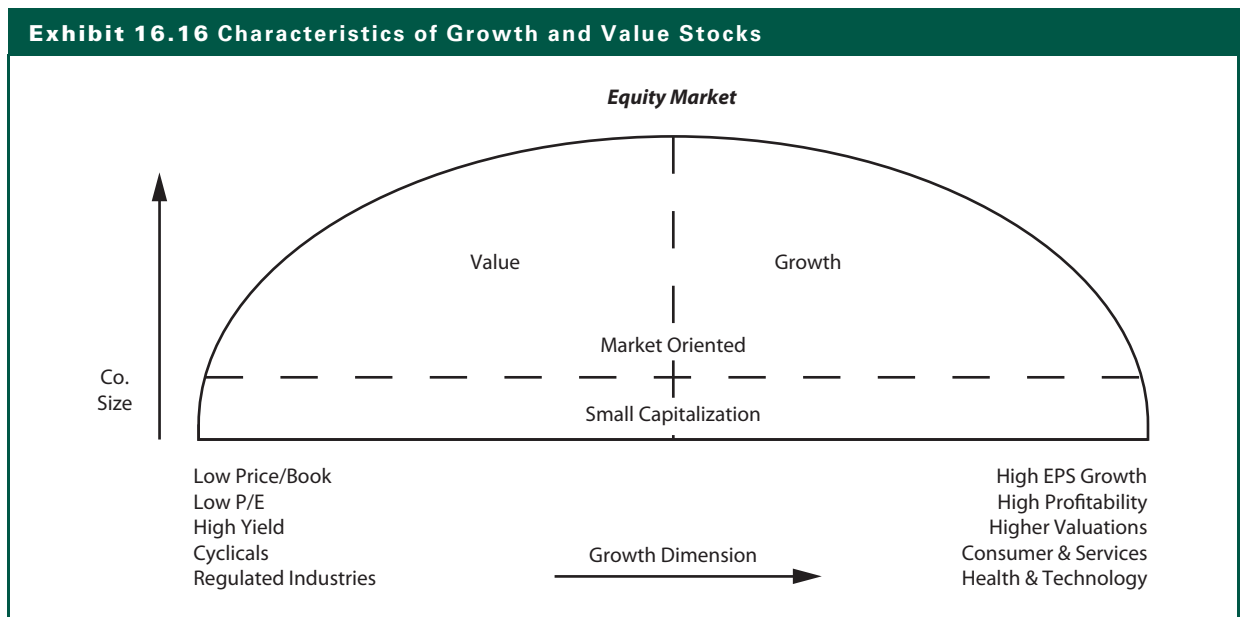 Exhibit 16.16 Characteristics of Growth and Value Stocks
Equity Market
Value
Growth
Market Oriented
Co.
Size
Small Capitalization
Low Price/Book
Low P/E
High Yield
Cyclicals
Regulated Industries
Growth Dimension
High EPS Growth
High Profitability
Higher Valuations
Consumer & Services
Health & Technology